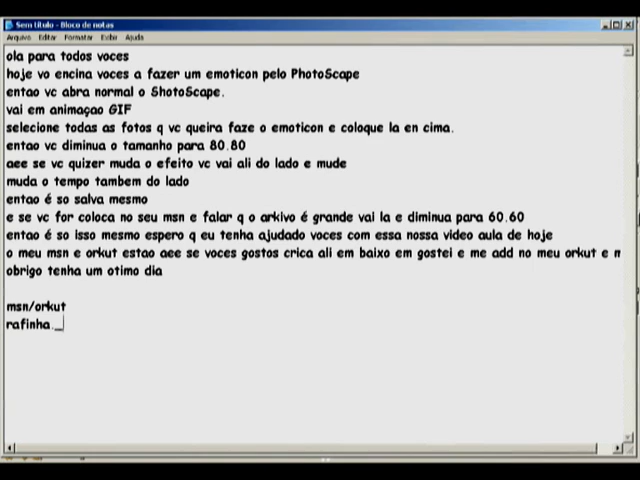 Sem título - Bloco de notas
Arquivo Editar Formatar Exibir Ajuda
ola para todos voces
hoje vo encina voces a fazer um emoticon pelo PhotoScape
entao vc abra normal o ShotoScape.
vai em animaçao GIF
selecione todas as fotos q vc queira faze o emoticon e coloque la en cima.
entao vc diminua o tamanho para 80.80
aee se vc quizer muda o efeito vc vai ali do lado e mude
muda o tempo tambem do lado
entao é so salva mesmo
e se vc for coloca no seu msn e falar q o arkivo é grande vai la e diminua para 60.60
entao é so isso mesmo espero q eu tenha ajudado voces com essa nossa video aula de hoje
o meu msn e orkut estao aee se voces gostos crica ali em baixo em gostei e me add no meu orkut e m
obrigo tenha um otimo dia
msn/orkut
rafinha._